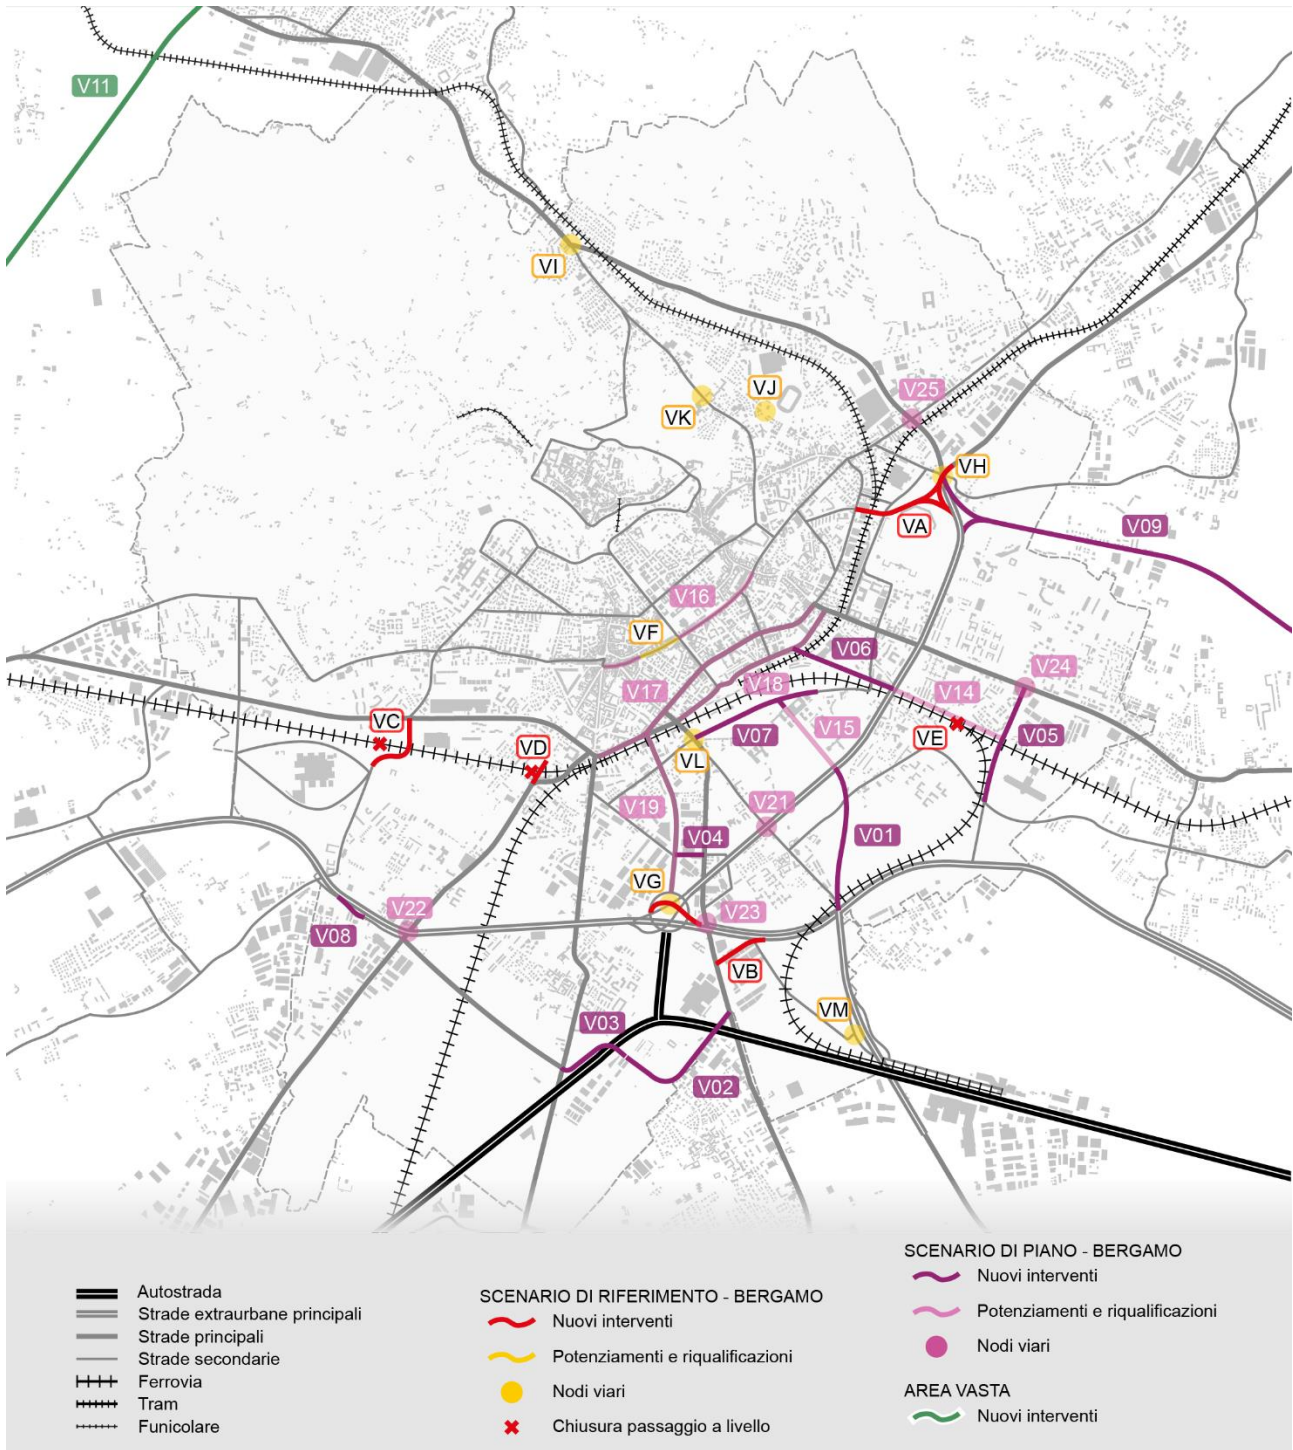 V11
VI
VJ
VK
V25
VH
VA
V09
V16
VF
V06
V24
V17
V18
V14
VC
V15
VE
V05
V07
VD
VL
V19
V21
V04
V01
VG
V22
V23
V08
VB
VM
V03
V02
Autostrada
Strade extraurbane principali
Strade principali
Strade secondarie
Ferrovia
Tram
Funicolare
SCENARIO DI RIFERIMENTO - BERGAMO
Nuovi interventi
Potenziamenti e riqualificazioni
Nodi viari
Chiusura passaggio a livello
SCENARIO DI PIANO - BERGAMO
Nuovi interventi
Potenziamenti e riqualificazioni
Nodi viari
AREA VASTA
Nuovi interventi